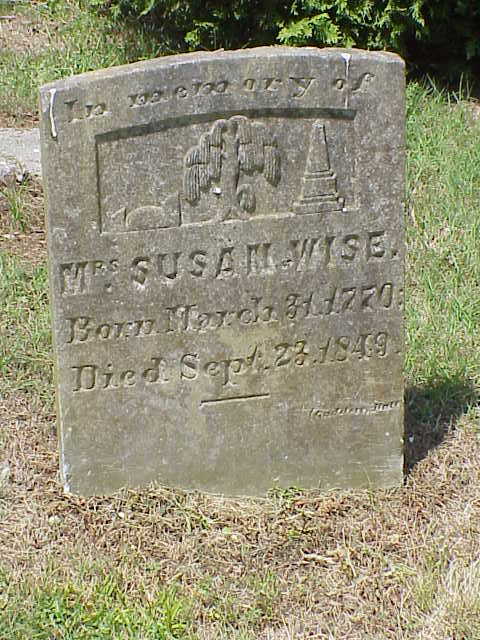 In memory of
Mrs. SUSAN. WISE.
Born March 31. 1770.
Died Sept. 23. 1849.